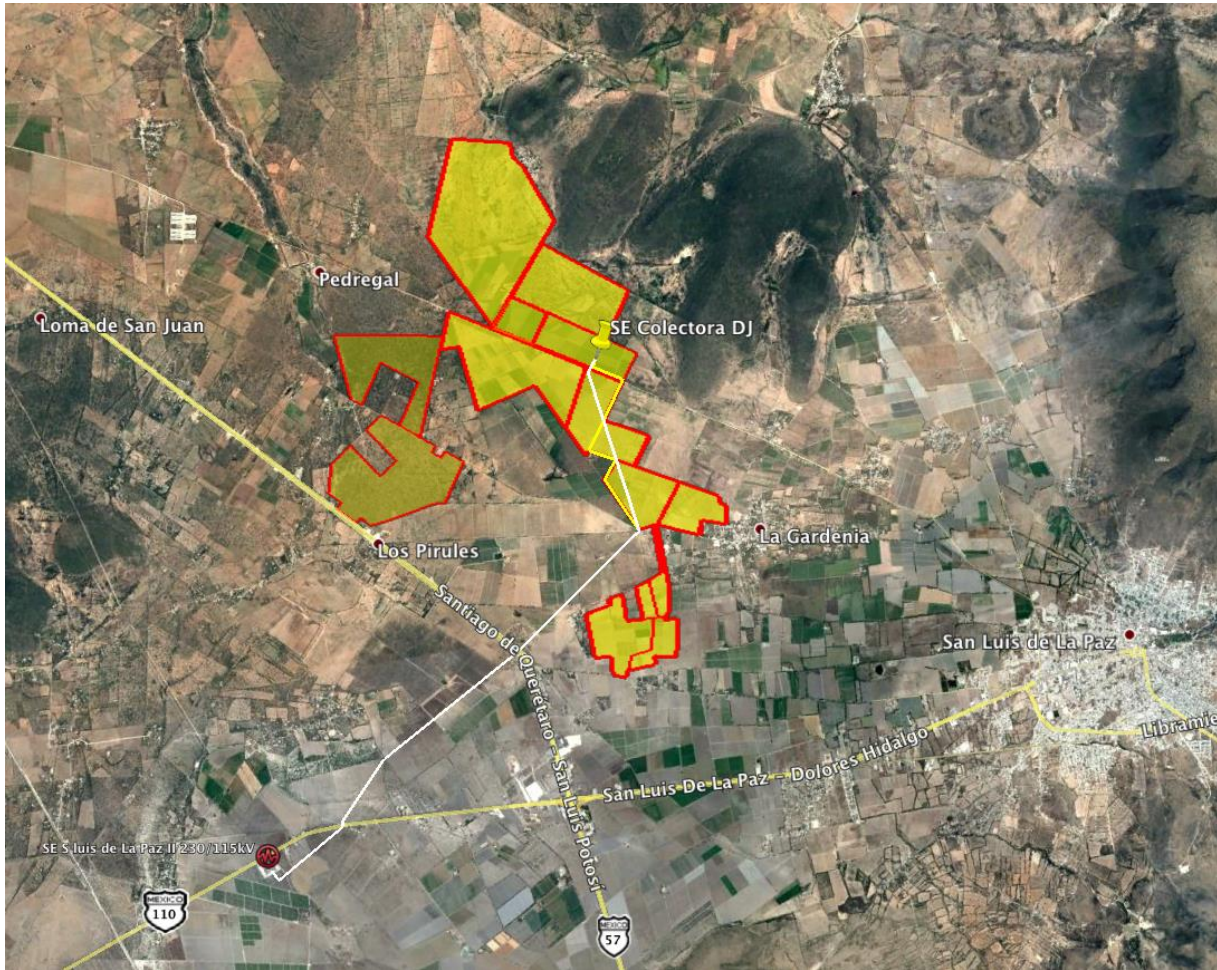 Pedregal
SE Colectora DJ
Loma de San Juan
La Gardenia
Los Pirules
Santiago de Querétaro - San Luis Potosí
San Luis de La Paz
Libramie
San Luis De La Paz - Dolores Hidalgo
SE S luis de La Paz II 230/115kV
MEXICO
110
MEXICO
57